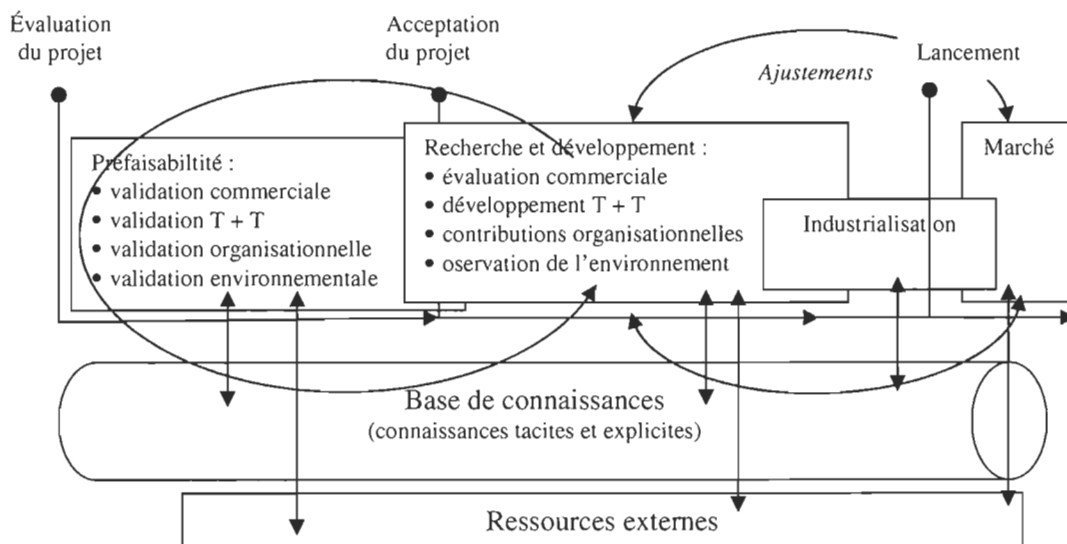 Évaluation
du projet
Acceptation
du projet
Lancement
Ajustements
Préfaisabiltité :
• validation commerciale
• validation T + T
• validation organisationnelle
• validation environnementale
Recherche et développement :
• évaluation commerciale
• développement T + T
• contributions organisationnelles
• oservation de l'environnement
Industrialisation
Marché
Base de connaissances
(connaissances tacites et explicites)
Ressources externes